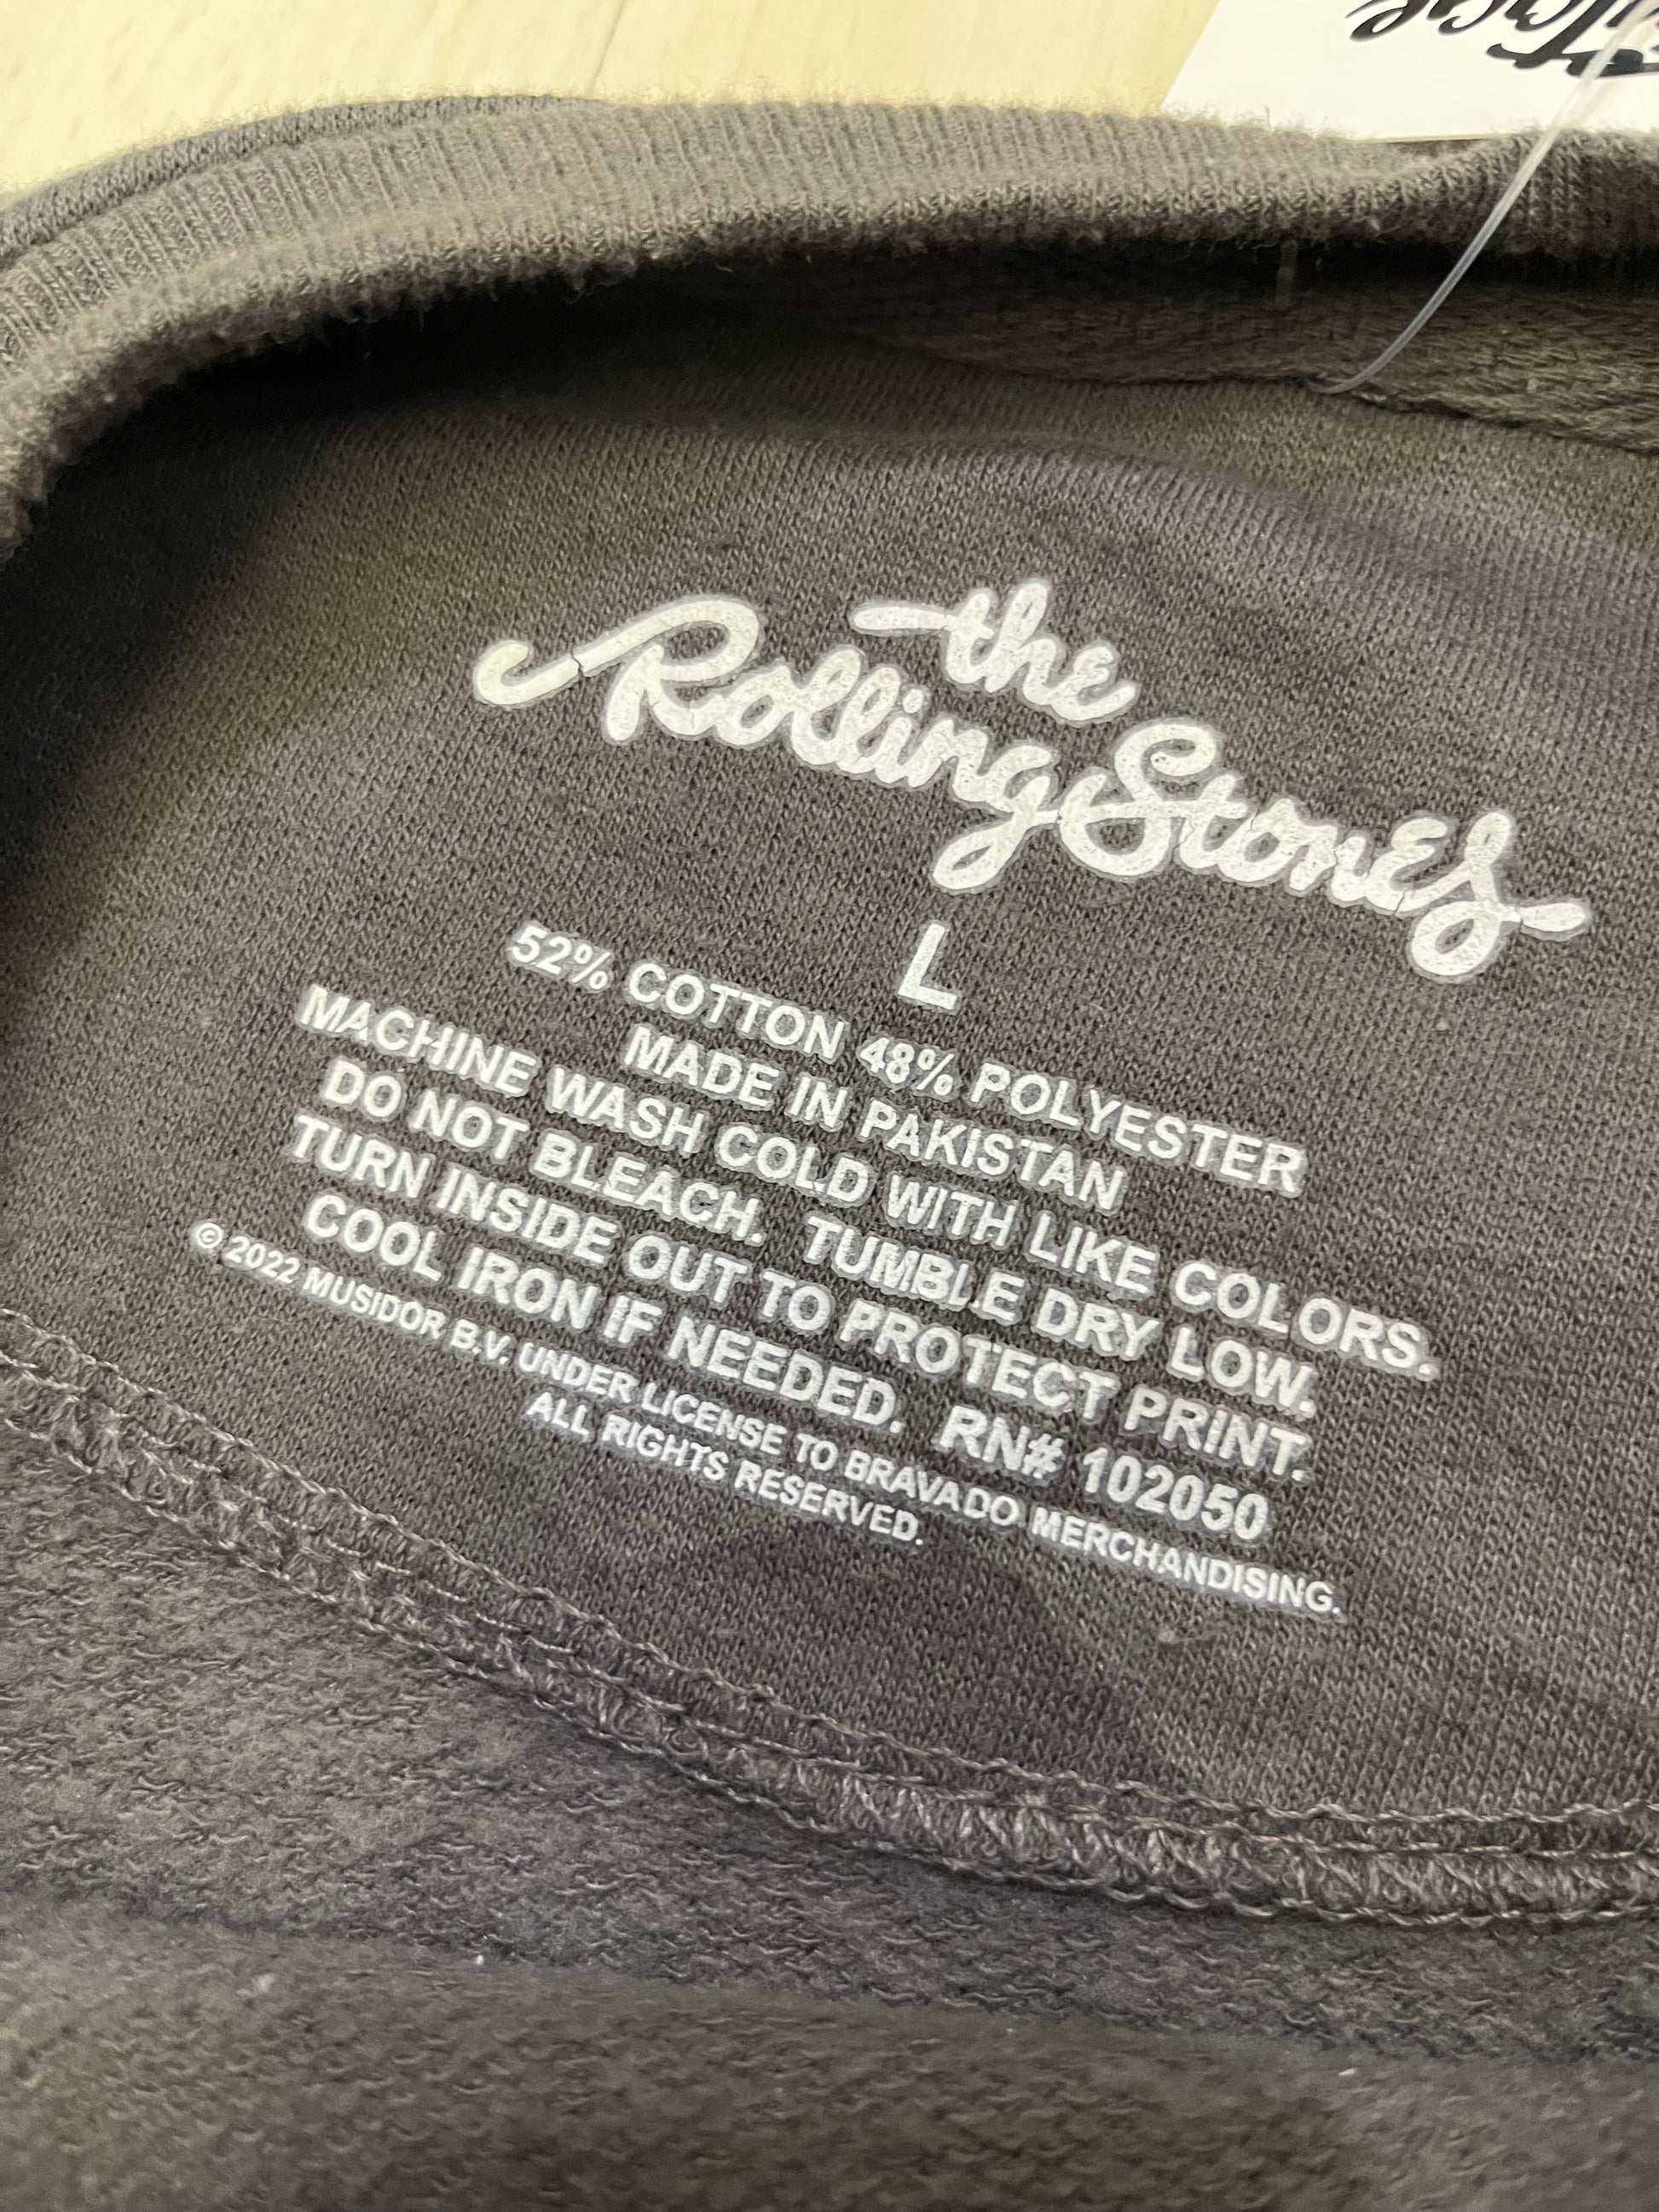 the
Rolling Stones
L
52% COTTON 48% POLYESTER
MADE IN PAKISTAN
MACHINE WASH COLD WITH LIKE COLORS.
DO NOT BLEACH. TUMBLE DRY LOW.
TURN INSIDE OUT TO PROTECT PRINT.
COOL IRON IF NEEDED. RN# 102050
© 2022 MUSIDOR B.V. UNDER LICENSE TO BRAVADO MERCHANDISING.
ALL RIGHTS RESERVED.